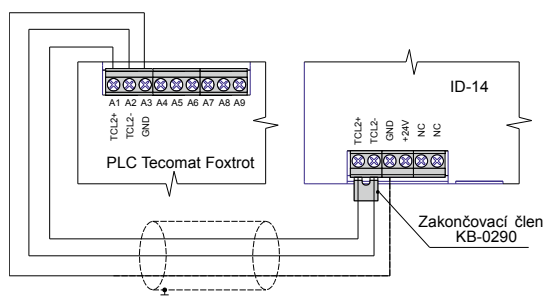 A1 A2 A3 A4 A5 A6 A7 A8 A9
TCL2+
TCL2-
GND
PLC Tecomat Foxtrot
ID-14
TCL2+
TCL2-
GND
+24V
NC
NC
Zakončovací člen
KB-0290